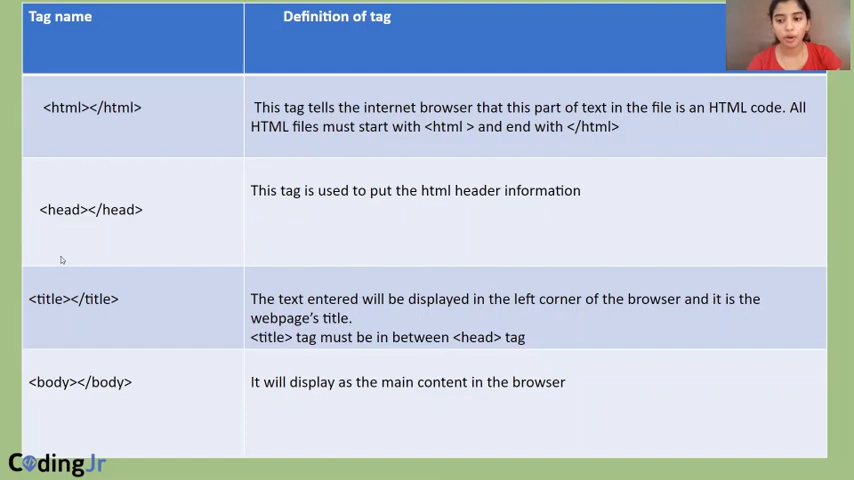 Tag name
Definition of tag
<html></html>
This tag tells the internet browser that this part of text in the file is an HTML code. All
HTML files must start with <html > and end with </html>
<head></head>
This tag is used to put the html header information
<title></title>
The text entered will be displayed in the left corner of the browser and it is the
webpage's title.
<title> tag must be in between <head> tag
<body></body>
It will display as the main content in the browser
CodingJr